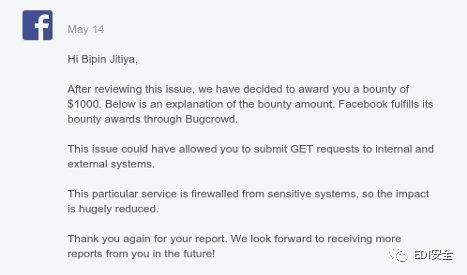 May 14
Hi Bipin Jitiya,
After reviewing this issue, we have decided to award you a bounty of
$1000. Below is an explanation of the bounty amount. Facebook fulfills its
bounty awards through Bugcrowd.
This issue could have allowed you to submit GET requests to internal and
external systems.
This particular service is firewalled from sensitive systems, so the impact
is hugely reduced.
Thank you again for your report. We look forward to receiving more
reports from you in the future!
EDI安全